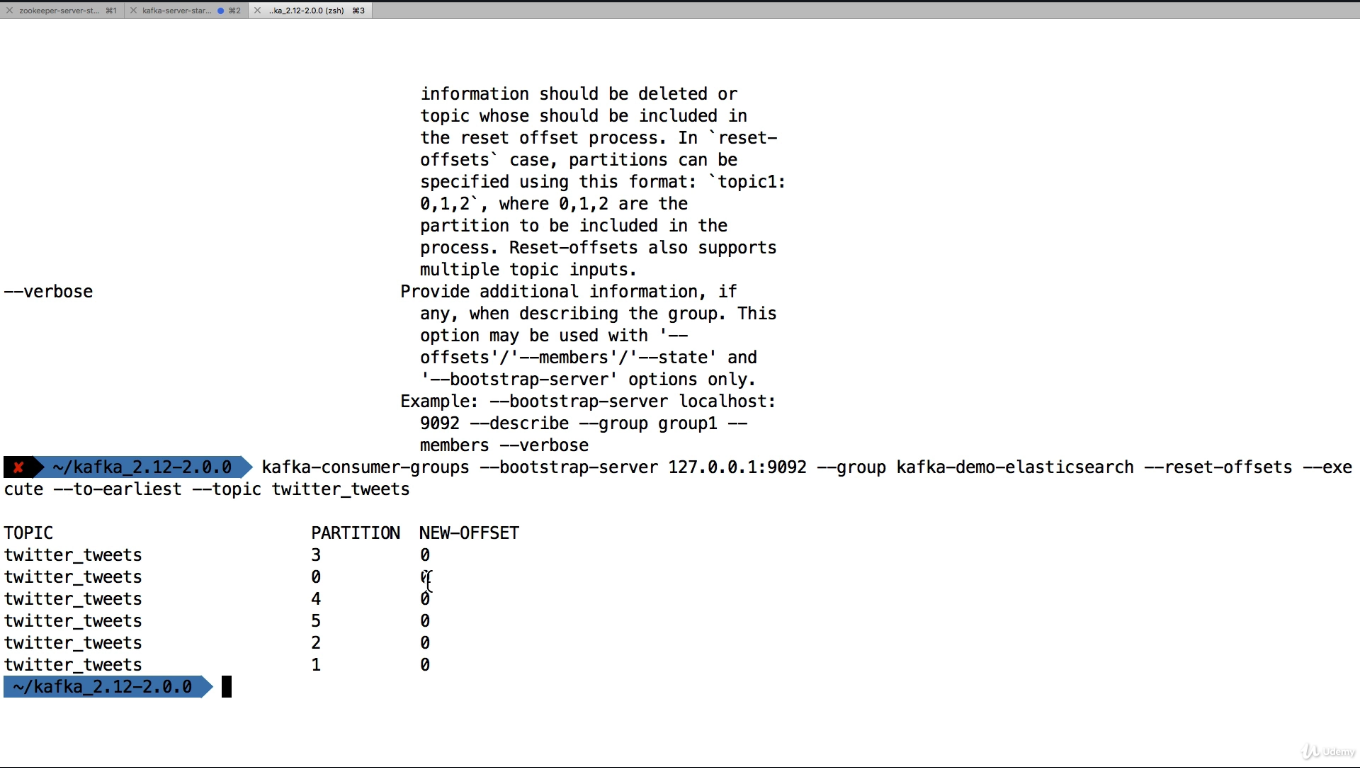 zookeeper-server-st... ⌘1 kafka-server-star... ⌘2 ..ka_2.12-2.0.0 (zsh) ⌘3
information should be deleted or
topic whose should be included in
the reset offset process. In `reset-
offsets` case, partitions can be
specified using this format: `topic1:
0,1,2`, where 0,1,2 are the
partition to be included in the
process. Reset-offsets also supports
multiple topic inputs.
--verbose Provide additional information, if
any, when describing the group. This
option may be used with '--
offsets'/'--members'/'--state' and
'--bootstrap-server' options only.
Example: --bootstrap-server localhost:
9092 --describe --group group1 --
members --verbose
✘ ~/kafka_2.12-2.0.0 kafka-consumer-groups --bootstrap-server 127.0.0.1:9092 --group kafka-demo-elasticsearch --reset-offsets --exe
cute --to-earliest --topic twitter_tweets
TOPIC PARTITION NEW-OFFSET
twitter_tweets 3 0
twitter_tweets 0 0
twitter_tweets 4 0
twitter_tweets 5 0
twitter_tweets 2 0
twitter_tweets 1 0
~/kafka_2.12-2.0.0
Udemy